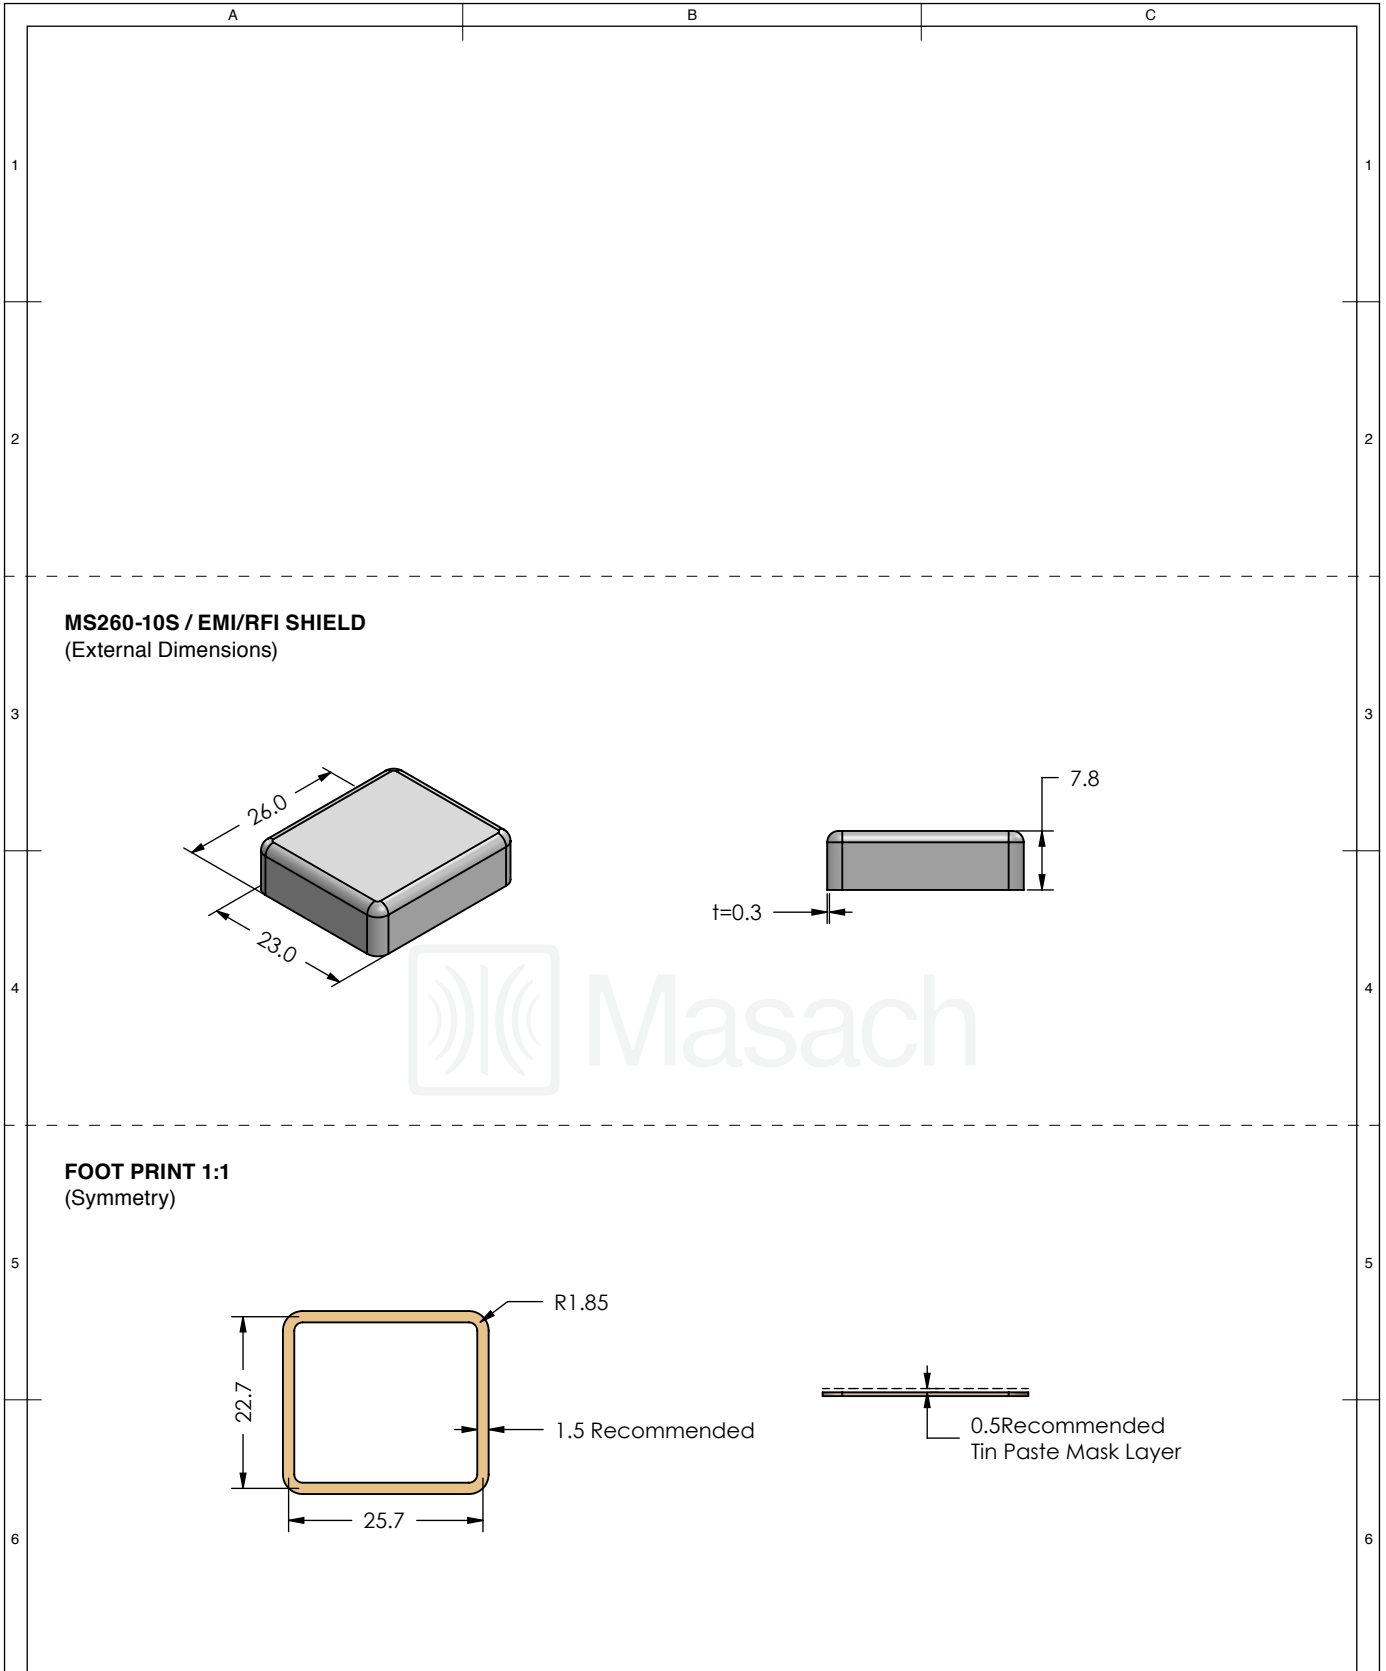 A B C
1 1
2 2
MS260-10S / EMI/RFI SHIELD
(External Dimensions)
3 3
7.8
26.0
t=0.3
23.0
4 4
Masach
FOOT PRINT 1:1
(Symmetry)
5 5
R1.85
22.7
1.5 Recommended
0.5Recommended
Tin Paste Mask Layer
25.7
6 6